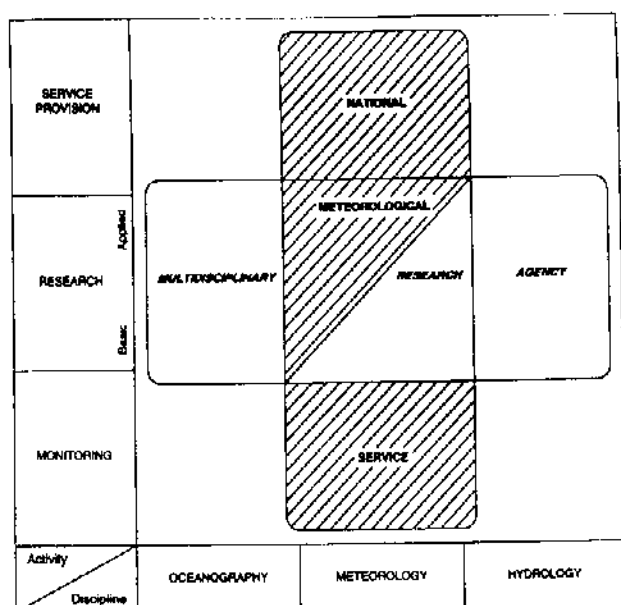 SERVICE
PROVISION
NATIONAL
METEOROLOGICAL
Applied
RESEARCH
Basic
MULTIDISCIPLINARY
RESEARCH
AGENCY
MONITORING
SERVICE
Activity
Discipline
OCEANOGRAPHY
METEOROLOGY
HYDROLOGY